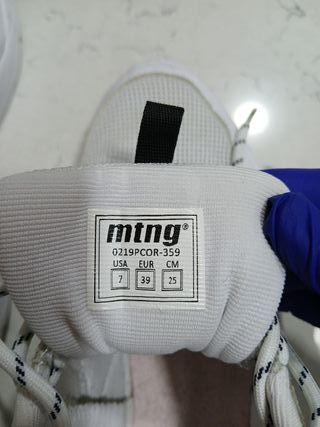 mtng®
0219PCOR-359
USA EUR CM
7 39 25